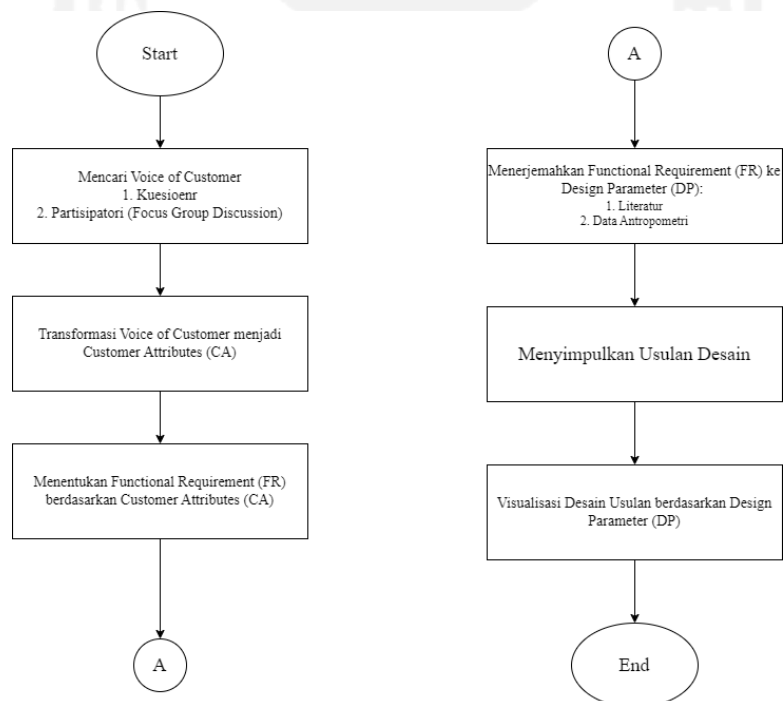 Start
Mencari Voice of Customer
1. Kuesioenr
2. Partisipatori (Focus Group Discussion)
Transformasi Voice of Customer menjadi
Customer Attributes (CA)
Menentukan Functional Requirement (FR)
berdasarkan Customer Attributes (CA)
A
A
Menerjemahkan Functional Requirement (FR) ke
Design Parameter (DP):
1. Literatur
2. Data Antropometri
Menyimpulkan Usulan Desain
Visualisasi Desain Usulan berdasarkan Design
Parameter (DP)
End